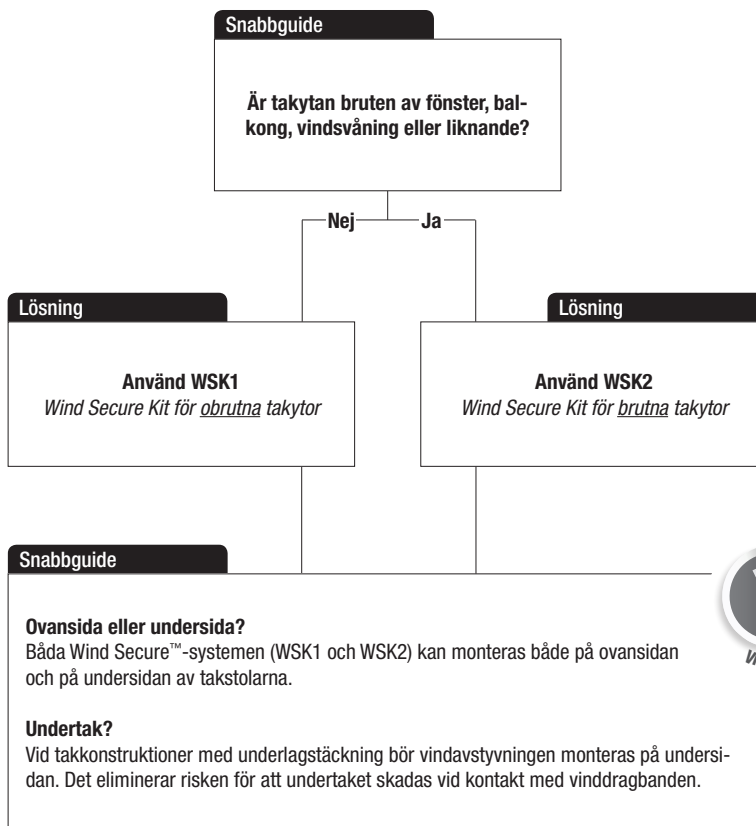 Snabbguide
Är takytan bruten av fönster, bal-
kong, vindsvåning eller liknande?
Nej
Ja
Lösning
Använd WSK1
Wind Secure Kit för obrutna takytor
Lösning
Använd WSK2
Wind Secure Kit för brutna takytor
Snabbguide
Ovansida eller undersida?
Båda Wind Secure™-systemen (WSK1 och WSK2) kan monteras både på ovansidan
och på undersidan av takstolarna.
Undertak?
Vid takkonstruktioner med underlagstäckning bör vindavstyvningen monteras på undersi-
dan. Det eliminerar risken för att undertaket skadas vid kontakt med vinddragbanden.